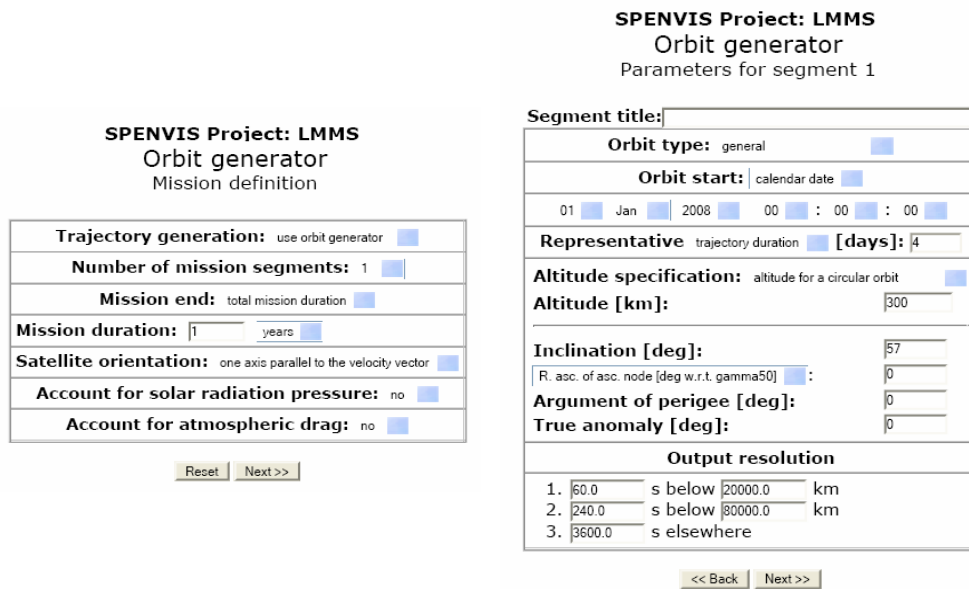 SPENVIS Project: LMMS
Orbit generator
Mission definition
Trajectory generation: use orbit generator
Number of mission segments: 1
Mission end: total mission duration
Mission duration: 1 years
Satellite orientation: one axis parallel to the velocity vector
Account for solar radiation pressure: no
Account for atmospheric drag: no
Reset Next >>
SPENVIS Project: LMMS
Orbit generator
Parameters for segment 1
Segment title:
Orbit type: general
Orbit start: calendar date
01 Jan 2008 00 : 00 : 00
Representative trajectory duration [days]: 4
Altitude specification: altitude for a circular orbit
Altitude [km]: 300
Inclination [deg]: 57
R. asc. of asc. node [deg w.r.t. gamma50] : 0
Argument of perigee [deg]: 0
True anomaly [deg]: 0
Output resolution
1. 60.0 s below 20000.0 km
2. 240.0 s below 80000.0 km
3. 3600.0 s elsewhere
<< Back Next >>